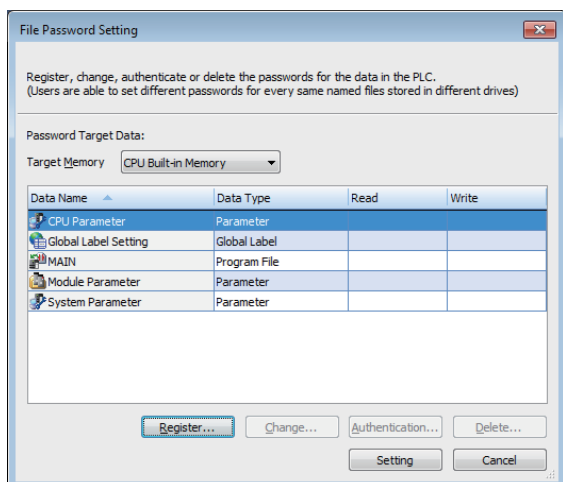 File Password Setting
Register, change, authenticate or delete the passwords for the data in the PLC.
(Users are able to set different passwords for every same named files stored in different drives)
Password Target Data:
Target Memory CPU Built-in Memory
Data Name Data Type Read Write
CPU Parameter Parameter
Global Label Setting Global Label
MAIN Program File
Module Parameter Parameter
System Parameter Parameter
Register... Change... Authentication... Delete...
Setting Cancel